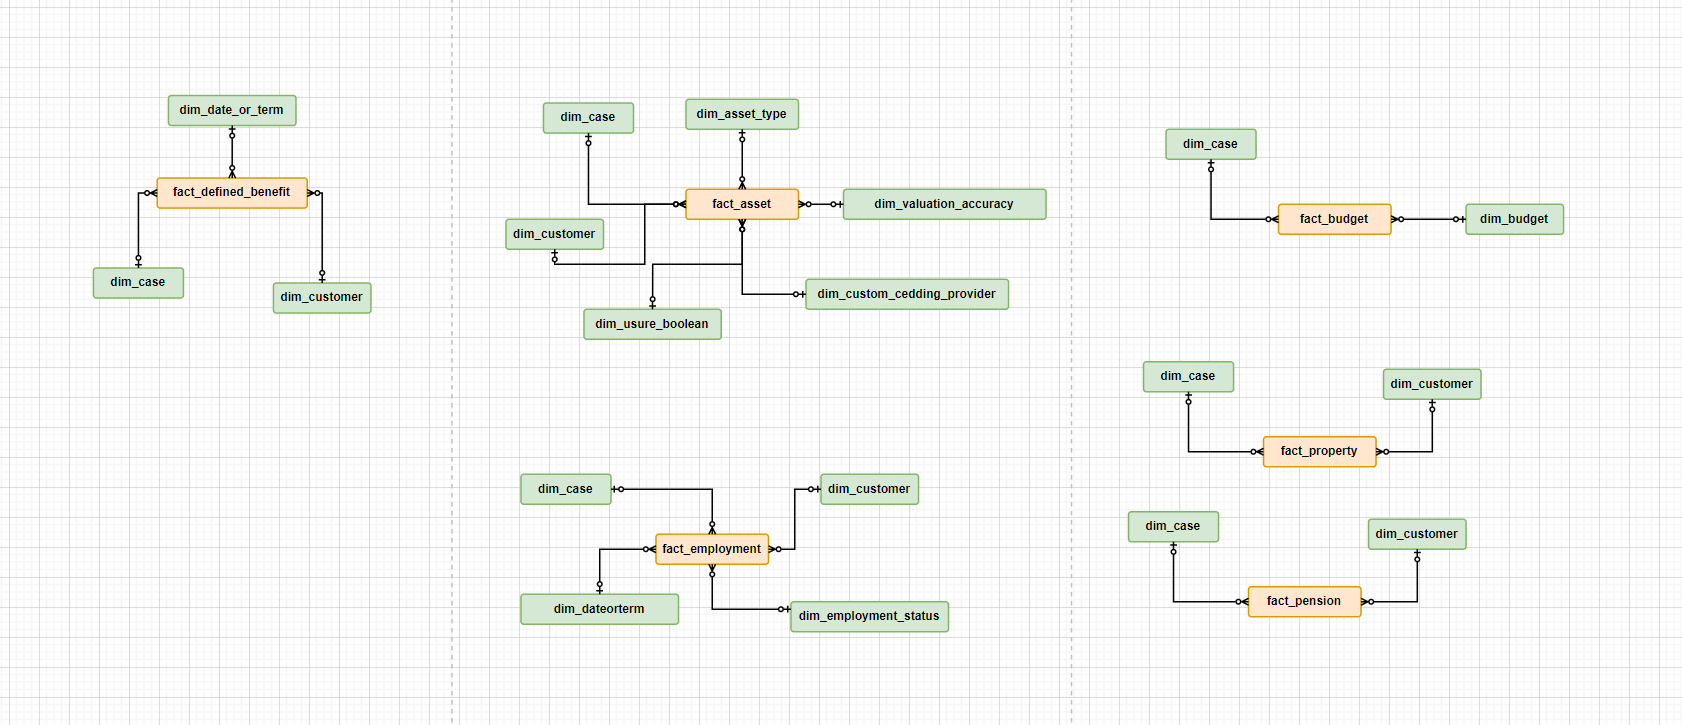 dim_date_or_term
fact_defined_benefit
dim_case
dim_customer
dim_case
dim_asset_type
fact_asset
dim_valuation_accuracy
dim_customer
dim_custom_cedding_provider
dim_usure_boolean
dim_case
dim_customer
fact_employment
dim_dateorterm
dim_employment_status
dim_case
fact_budget
dim_budget
dim_case
dim_customer
fact_property
dim_case
dim_customer
fact_pension